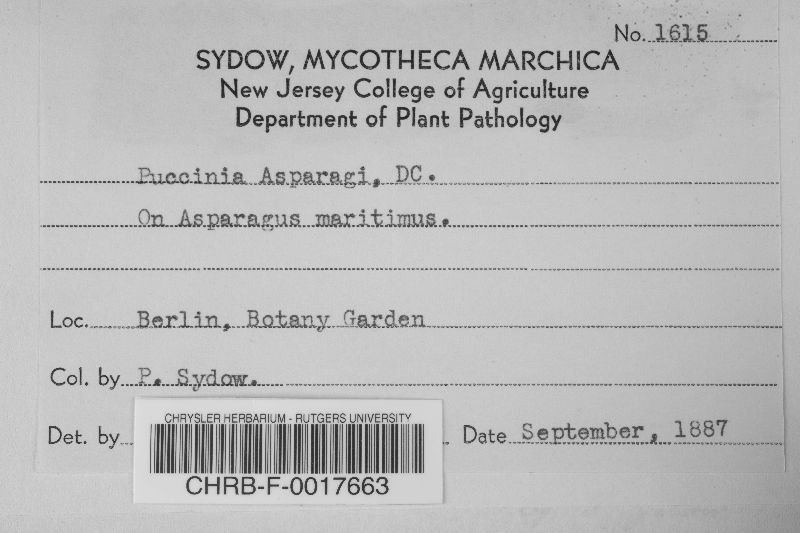 No. 1615
SYDOW, MYCOTHECA MARCHICA
New Jersey College of Agriculture
Department of Plant Pathology
Puccinia Asparagi, DC.
On Asparagus maritimus.
Loc. Berlin, Botany Garden
Col. by P. Sydow.
Det. by Date September, 1887
CHRYSLER HERBARIUM - RUTGERS UNIVERSITY
CHRB-F-0017663